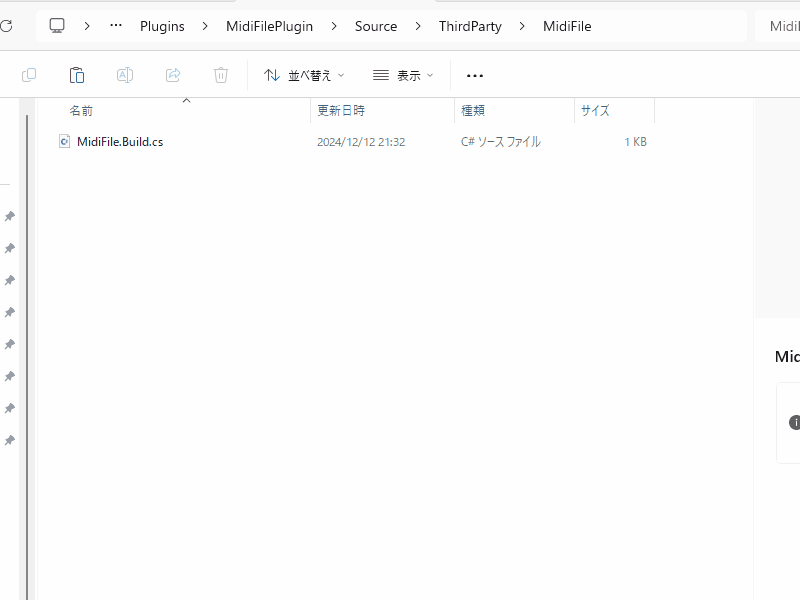 Plugins > MidiFilePlugin > Source > ThirdParty > MidiFile
並べ替え 表示
名前 更新日時 種類 サイズ
MidiFile.Build.cs 2024/12/12 21:32 C# ソース ファイル 1 KB